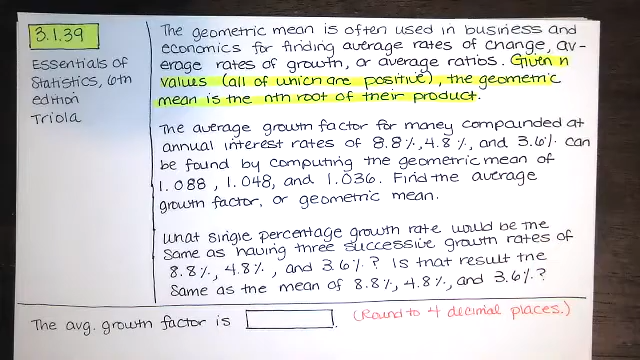 3.1.39
Essentials of
Statistics, 6th
edition
Triola
The geometric mean is often used in business and
economics for finding average rates of change, av-
erage rates of growth, or average ratios. Given n
values (all of which are positive), the geometric
mean is the nth root of their product.
The average growth factor for money compounded at
annual interest rates of 8.8%, 4.8%, and 3.6% can
be found by computing the geometric mean of
1.088, 1.048, and 1.036. Find the average
growth factor, or geometric mean.
What single percentage growth rate would be the
same as having three successive growth rates of
8.8%, 4.8%, and 3.6%? Is that result the
same as the mean of 8.8%, 4.8%, and 3.6%?
The avg. growth factor is . (Round to 4 decimal places.)